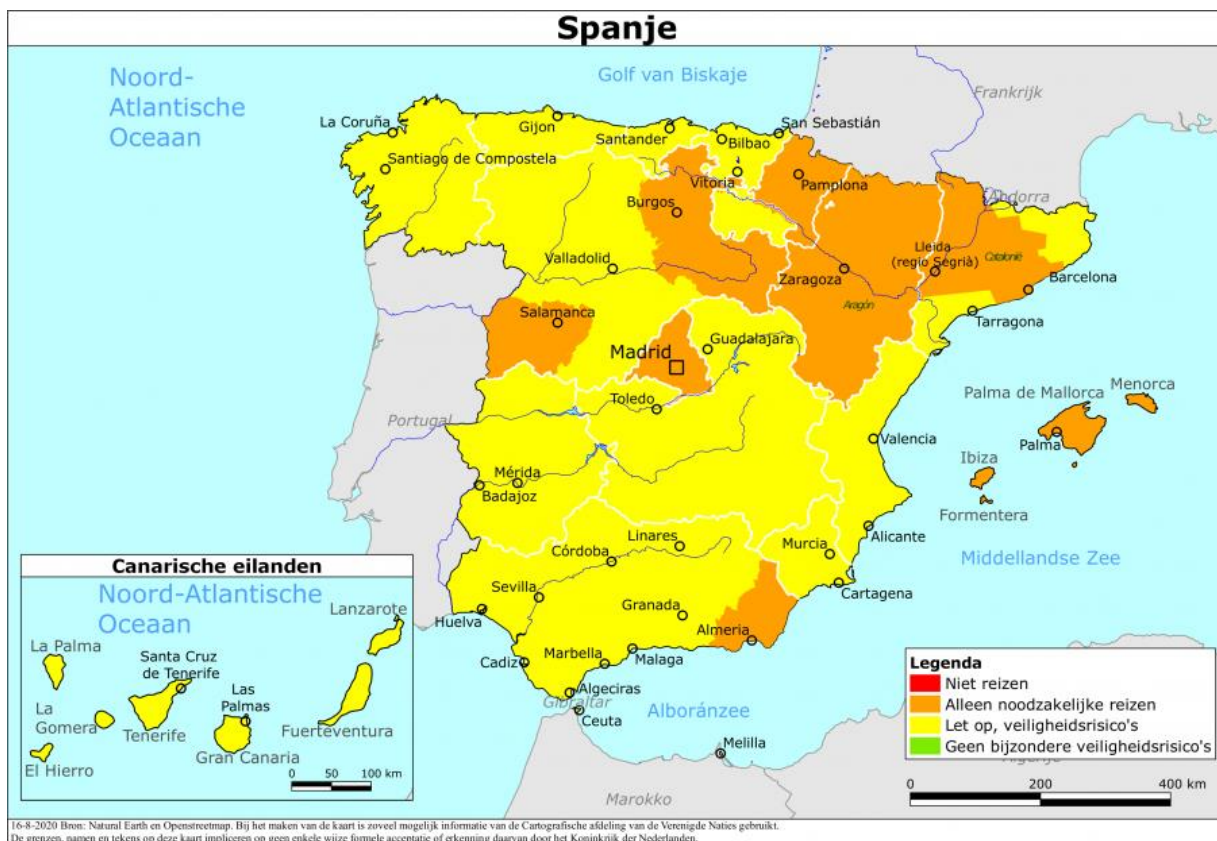 Spanje
Noord-
Atlantische
Oceaan
Golf van Biskaje
Frankrijk
La Coruña
Gijon
Santander
San Sebastián
Bilbao
Santiago de Compostela
Vitoria
Pamplona
Andorra
Burgos
Lleida
(regio Segrià)
Catalonië
Valladolid
Zaragoza
Barcelona
Aragón
Salamanca
Tarragona
Guadalajara
Madrid
Menorca
Palma de Mallorca
Toledo
Portugal
Valencia
Palma
Ibiza
Mérida
Badajoz
Formentera
Alicante
Linares
Murcia
Córdoba
Middellandse Zee
Cartagena
Sevilla
Granada
Huelva
Almeria
Marbella
Malaga
Cadiz
Algeciras
Gibraltar
Ceuta
Alboránzee
Melilla
Marokko
Algerije
Canarische eilanden
Noord-Atlantische
Oceaan
Lanzarote
La Palma
Santa Cruz
de Tenerife
Las
Palmas
La
Gomera
Tenerife
Fuerteventura
Gran Canaria
El Hierro
0 50 100 km
Legenda
Niet reizen
Alleen noodzakelijke reizen
Let op, veiligheidsrisico's
Geen bijzondere veiligheidsrisico's
0 200 400 km
16-8-2020 Bron: Natural Earth en Openstreetmap. Bij het maken van de kaart is zoveel mogelijk informatie van de Cartografische afdeling van de Verenigde Naties gebruikt.
De grenzen, namen en tekens op deze kaart impliceren op geen enkele wijze formele acceptatie of erkenning daarvan door het Koninkrijk der Nederlanden.